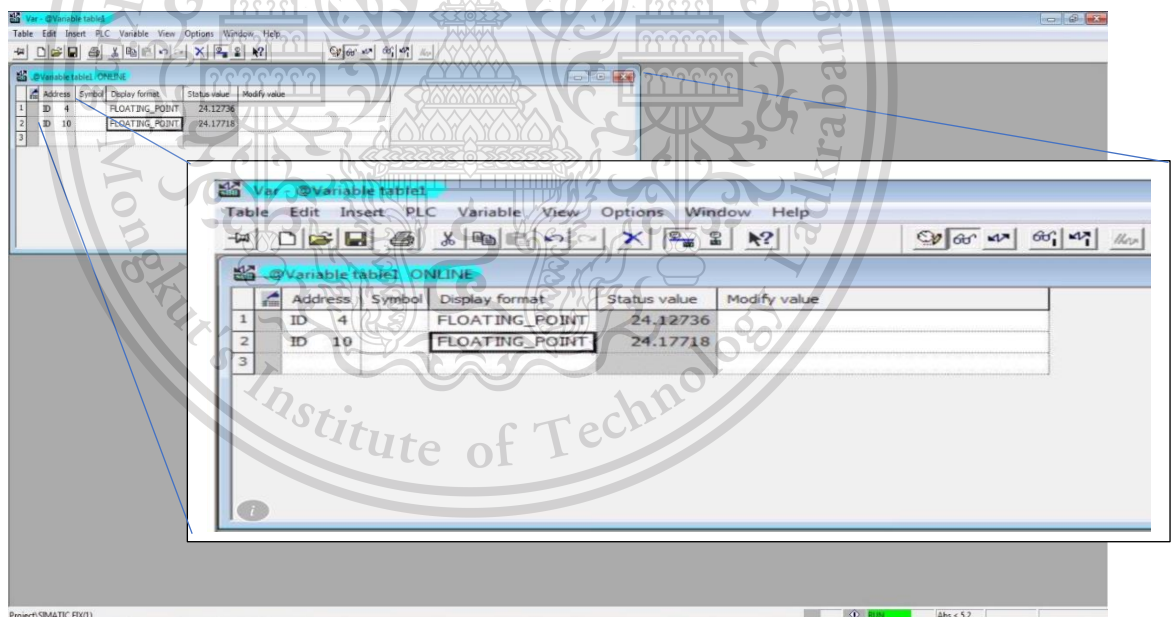 Var - @Variable table1
Table Edit Insert PLC Variable View Options Window Help
@Variable table1 ONLINE
Address Symbol Display format Status value Modify value
1 ID 4 FLOATING_POINT 24.12736
2 ID 10 FLOATING_POINT 24.17718
3
Var - @Variable table1
Table Edit Insert PLC Variable View Options Window Help
@Variable table1 ONLINE
Address Symbol Display format Status value Modify value
1 ID 4 FLOATING_POINT 24.12736
2 ID 10 FLOATING_POINT 24.17718
3
i
Mongkut's Institute of Technology Ladkrabang
Project\SIMATIC RUN Abs < 5.2